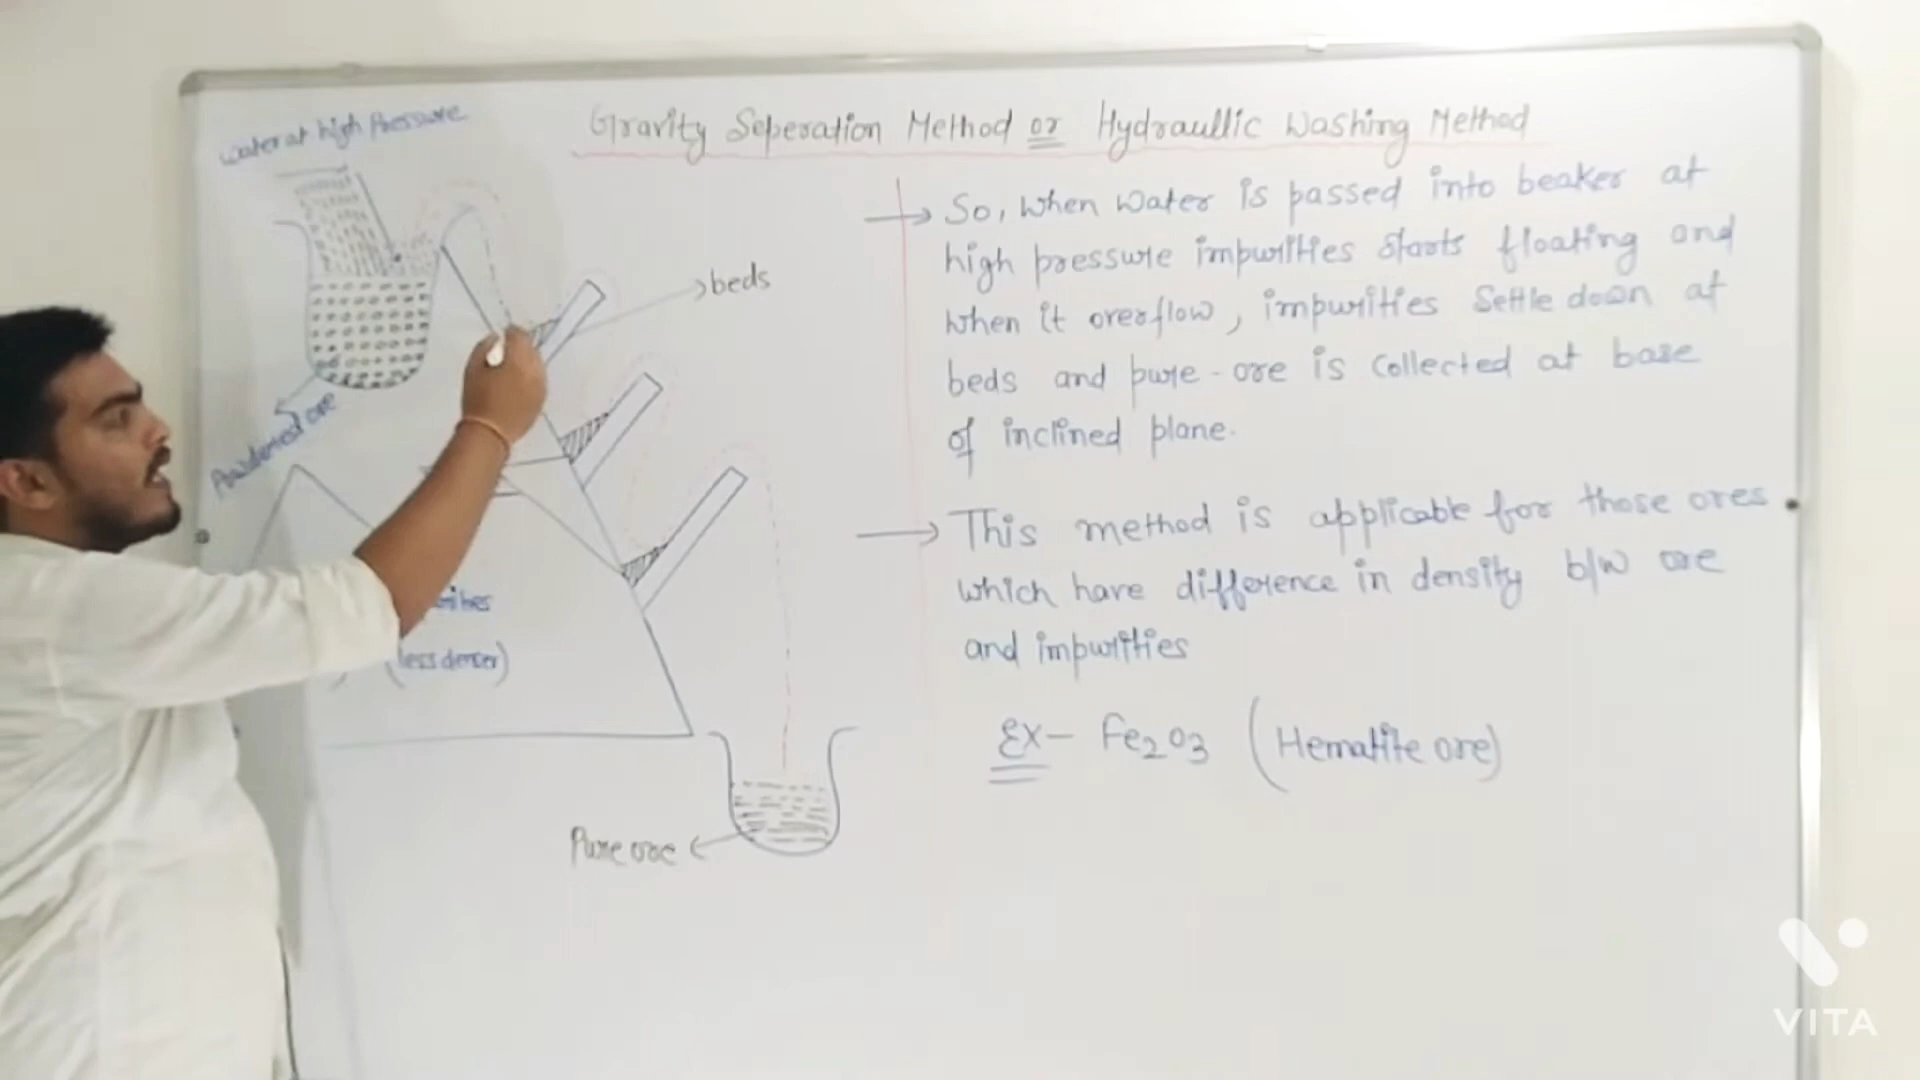 Gravity Seperation Method or Hydraullic Washing Method
water at high Pressure
beds
Powdered ore
(less denser)
Pure ore
So, when water is passed into beaker at
high pressure impurities starts floating and
when it overflow, impurities settle down at
beds and pure-ore is collected at base
of inclined plane.
This method is applicable for those ores
which have difference in density b/w ore
and impurities
Ex- Fe2O3 (Hematite ore)
VITA